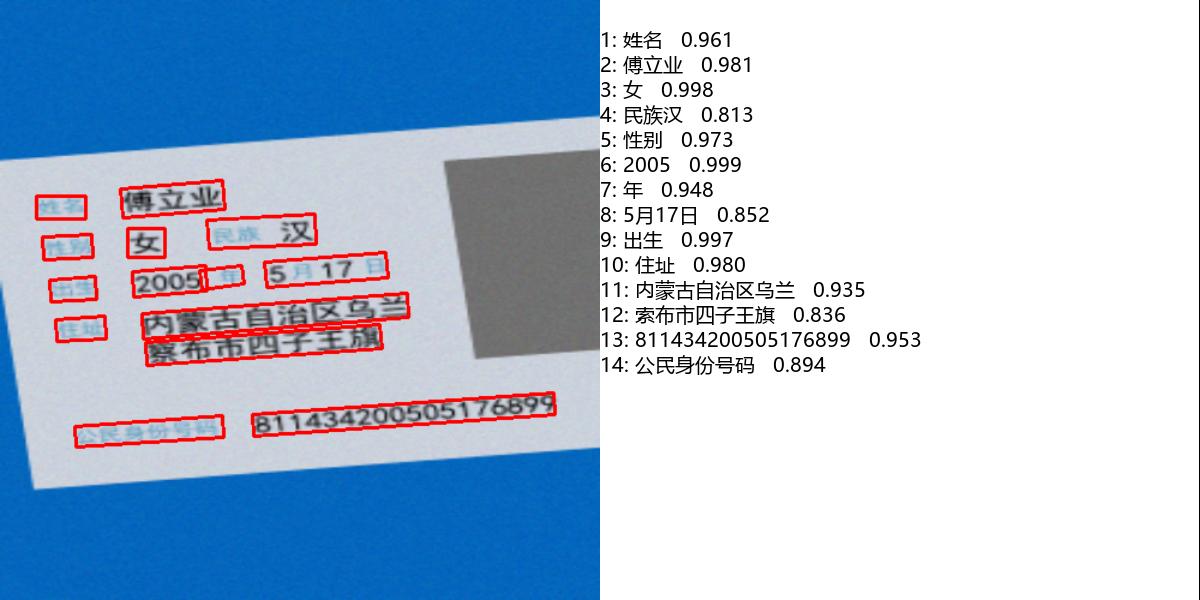 姓名 傅立业
性别 女 民族 汉
出生 2005 年 5 月 17 日
住址 内蒙古自治区乌兰
察布市四子王旗
公民身份号码 811434200505176899
1: 姓名 0.961
2: 傅立业 0.981
3: 女 0.998
4: 民族汉 0.813
5: 性别 0.973
6: 2005 0.999
7: 年 0.948
8: 5月17日 0.852
9: 出生 0.997
10: 住址 0.980
11: 内蒙古自治区乌兰 0.935
12: 索布市四子王旗 0.836
13: 811434200505176899 0.953
14: 公民身份号码 0.894